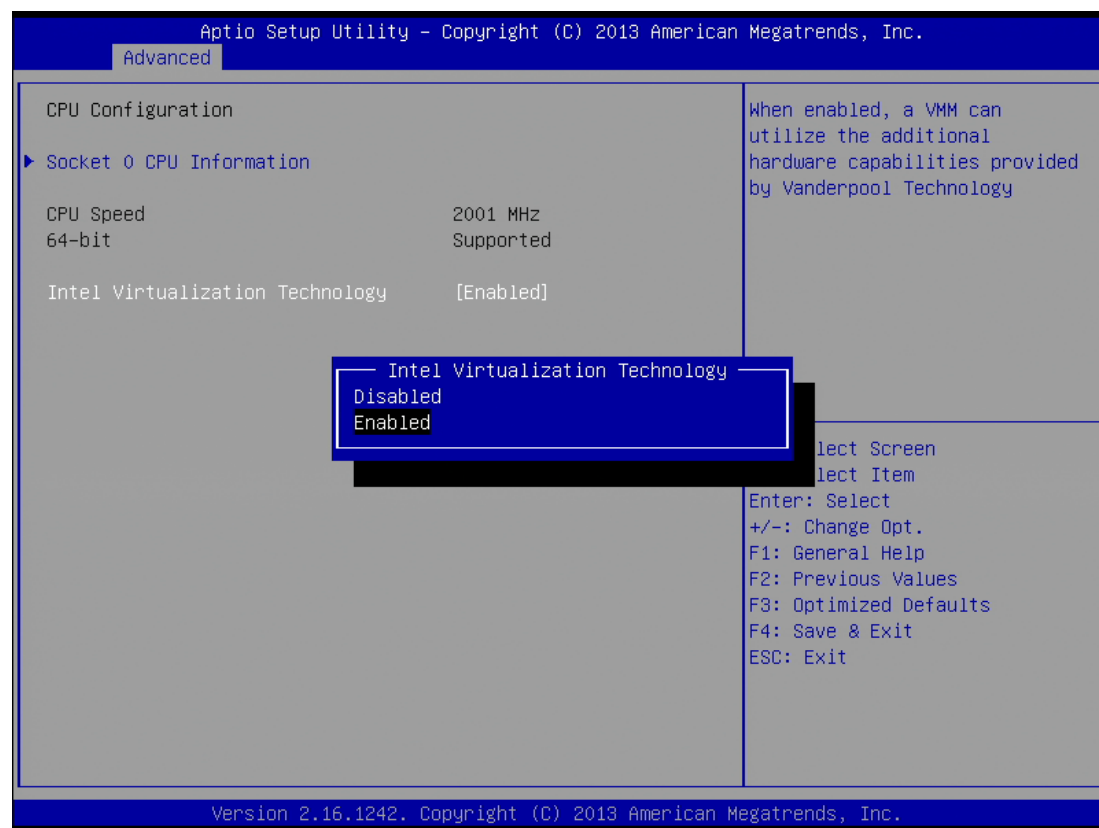 Aptio Setup Utility – Copyright (C) 2013 American Megatrends, Inc.
Advanced
CPU Configuration
Socket 0 CPU Information
CPU Speed 2001 MHz
64-bit Supported
Intel Virtualization Technology [Enabled]
Intel Virtualization Technology
Disabled
Enabled
When enabled, a VMM can
utilize the additional
hardware capabilities provided
by Vanderpool Technology
lect Screen
lect Item
Enter: Select
+/-: Change Opt.
F1: General Help
F2: Previous Values
F3: Optimized Defaults
F4: Save & Exit
ESC: Exit
Version 2.16.1242. Copyright (C) 2013 American Megatrends, Inc.